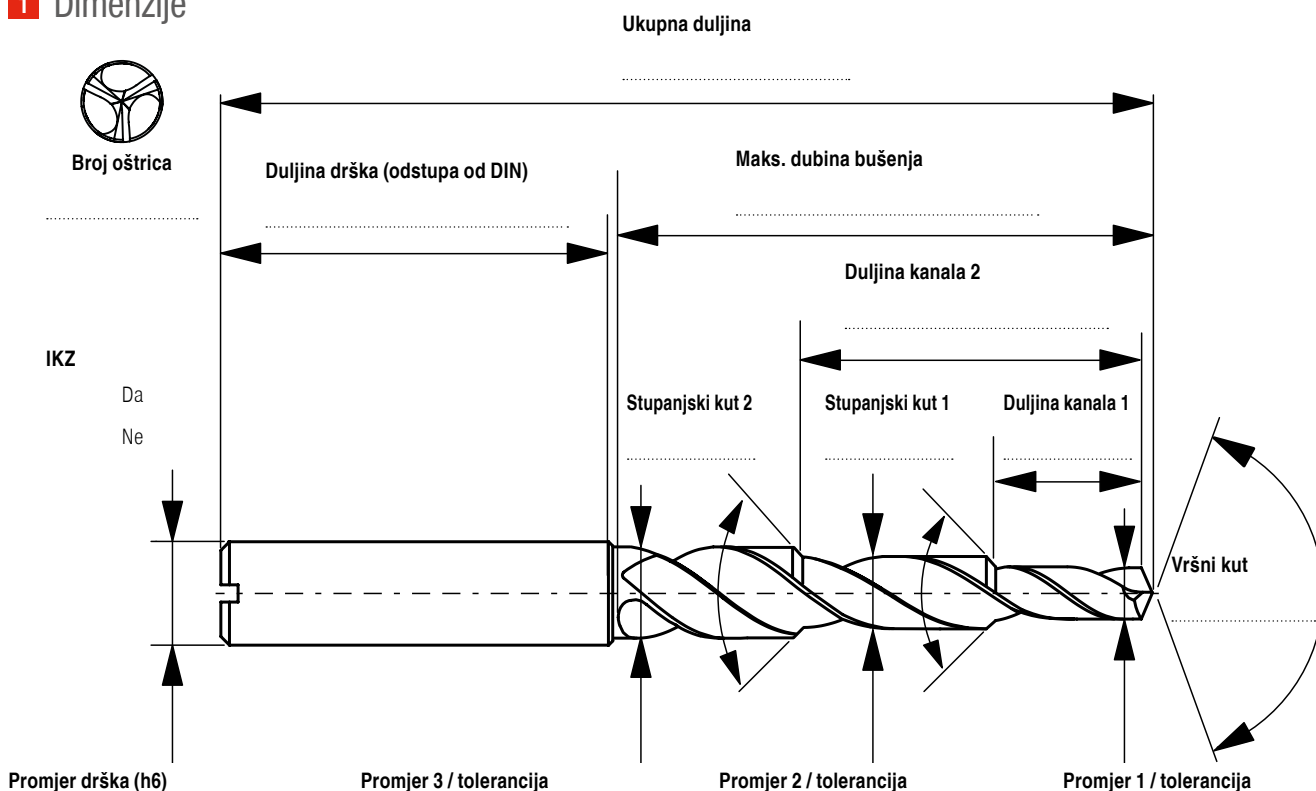 1 Dimenzije
Ukupna duljina
Broj oštrica
Duljina drška (odstupa od DIN)
Maks. dubina bušenja
Duljina kanala 2
IKZ
Da
Ne
Stupanjski kut 2
Stupanjski kut 1
Duljina kanala 1
Vršni kut
Promjer drška (h6)
Promjer 3 / tolerancija
Promjer 2 / tolerancija
Promjer 1 / tolerancija